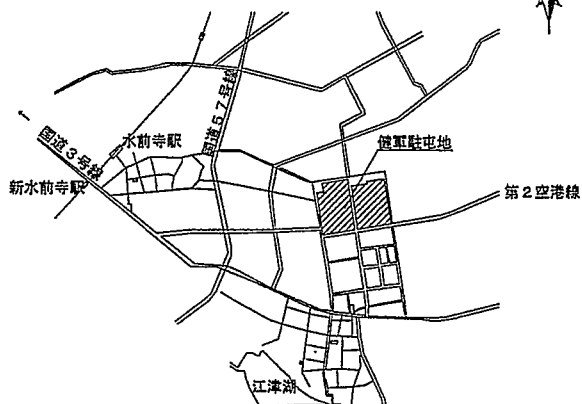 国道57号線
水前寺駅
国道3号線
健軍駐屯地
新水前寺駅
第2空港線
江津湖